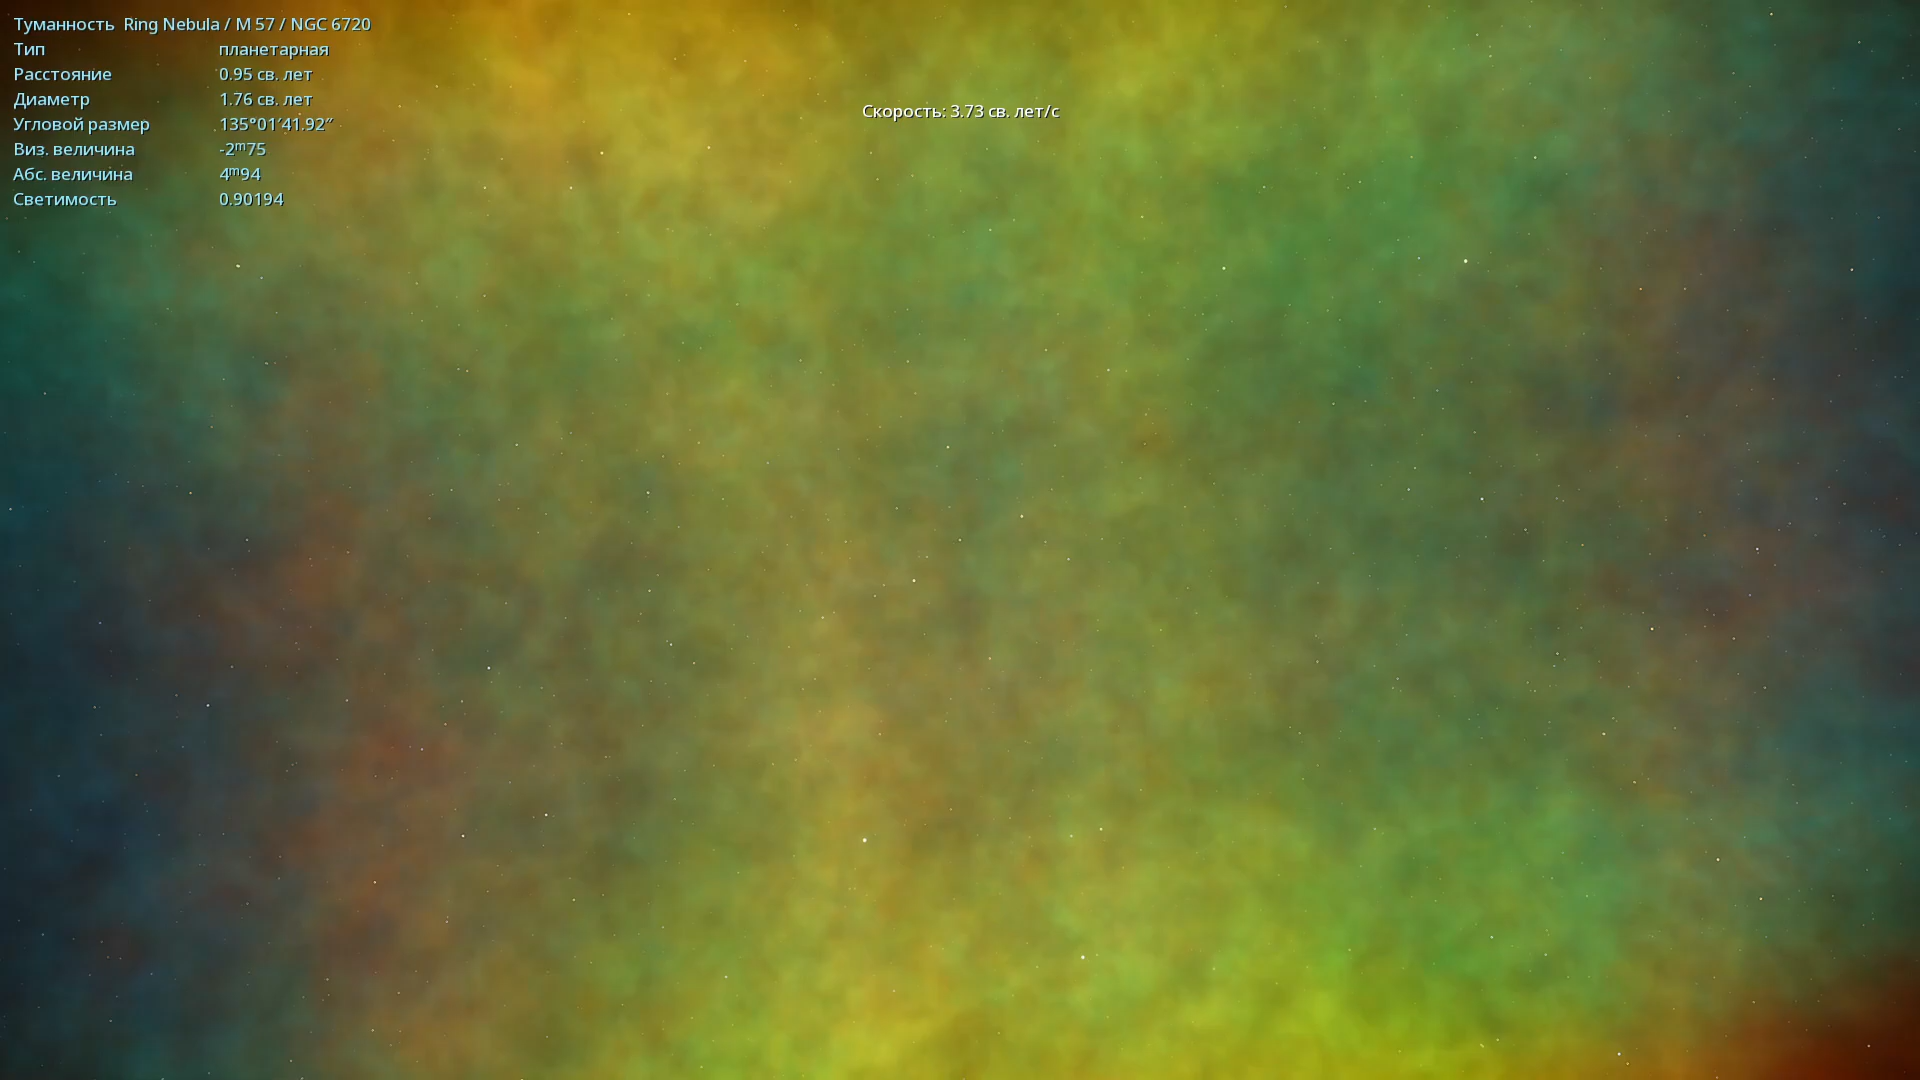 Туманность Ring Nebula / M 57 / NGC 6720
Тип планетарная
Расстояние 0.95 св. лет
Диаметр 1.76 св. лет
Угловой размер 135°01′41.92″
Виз. величина -2ᵐ75
Абс. величина 4ᵐ94
Светимость 0.90194
Скорость: 3.73 св. лет/с